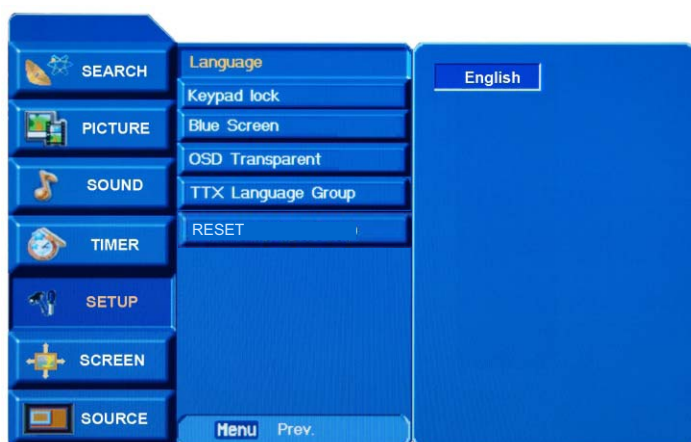 SEARCH
PICTURE
SOUND
TIMER
SETUP
SCREEN
SOURCE
Language
Keypad lock
Blue Screen
OSD Transparent
TTX Language Group
RESET
Menu Prev.
English